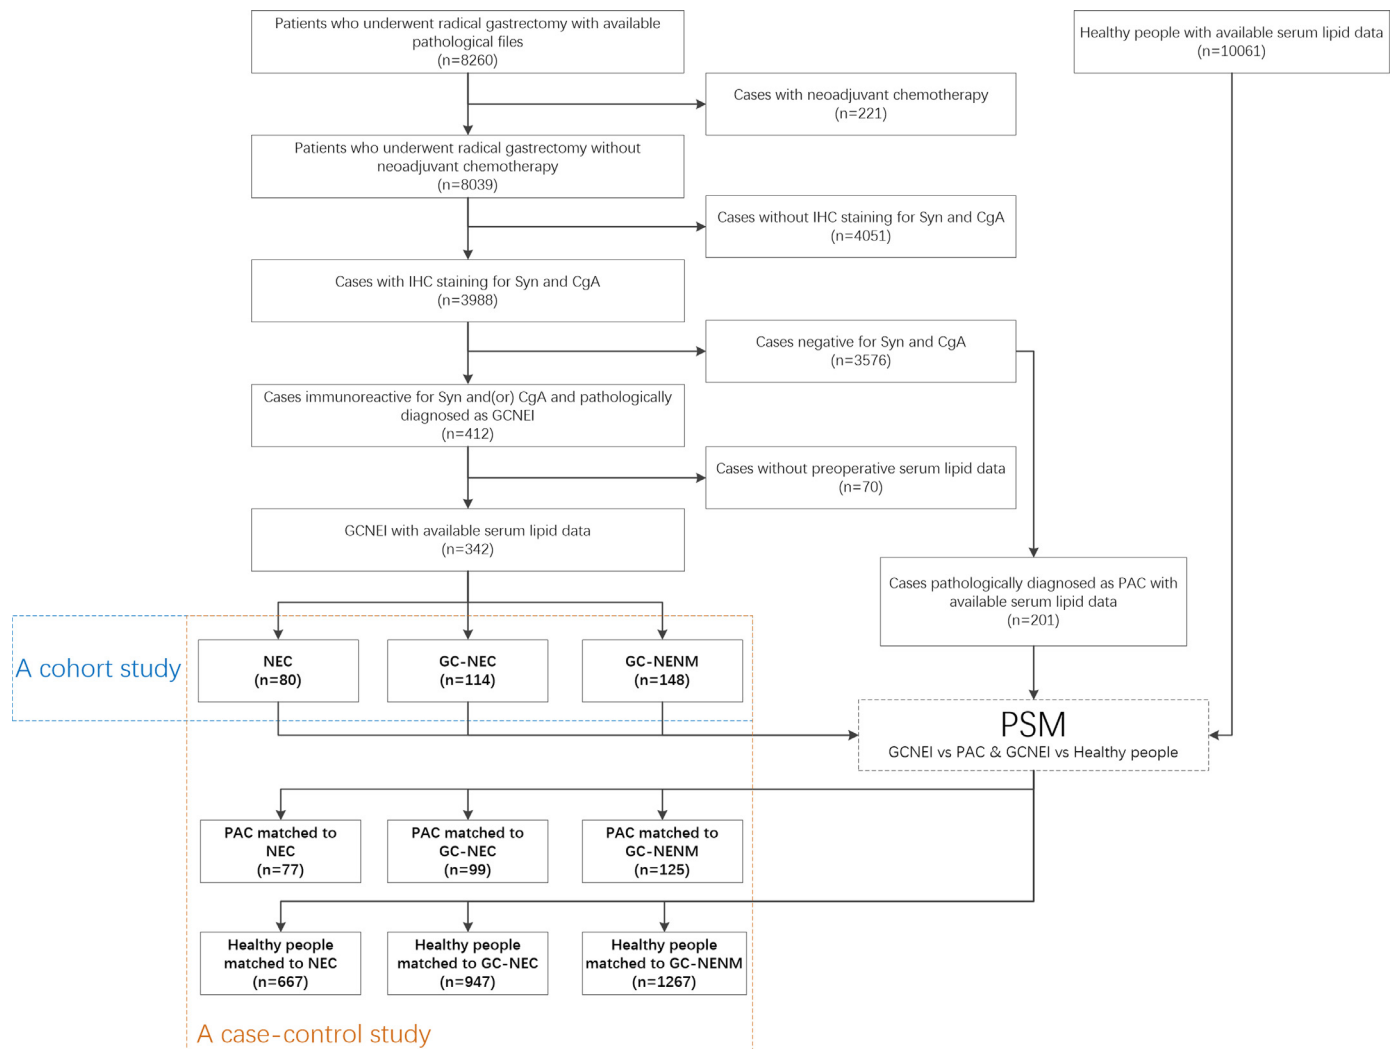 Patients who underwent radical gastrectomy with available
pathological files
(n=8260)
Healthy people with available serum lipid data
(n=10061)
Cases with neoadjuvant chemotherapy
(n=221)
Patients who underwent radical gastrectomy without
neoadjuvant chemotherapy
(n=8039)
Cases without IHC staining for Syn and CgA
(n=4051)
Cases with IHC staining for Syn and CgA
(n=3988)
Cases negative for Syn and CgA
(n=3576)
Cases immunoreactive for Syn and(or) CgA and pathologically
diagnosed as GCNEI
(n=412)
Cases without preoperative serum lipid data
(n=70)
GCNEI with available serum lipid data
(n=342)
Cases pathologically diagnosed as PAC with
available serum lipid data
(n=201)
A cohort study
NEC
(n=80)
GC-NEC
(n=114)
GC-NENM
(n=148)
PSM
GCNEI vs PAC & GCNEI vs Healthy people
PAC matched to
NEC
(n=77)
PAC matched to
GC-NEC
(n=99)
PAC matched to
GC-NENM
(n=125)
Healthy people
matched to NEC
(n=667)
Healthy people
matched to GC-NEC
(n=947)
Healthy people
matched to GC-NENM
(n=1267)
A case-control study